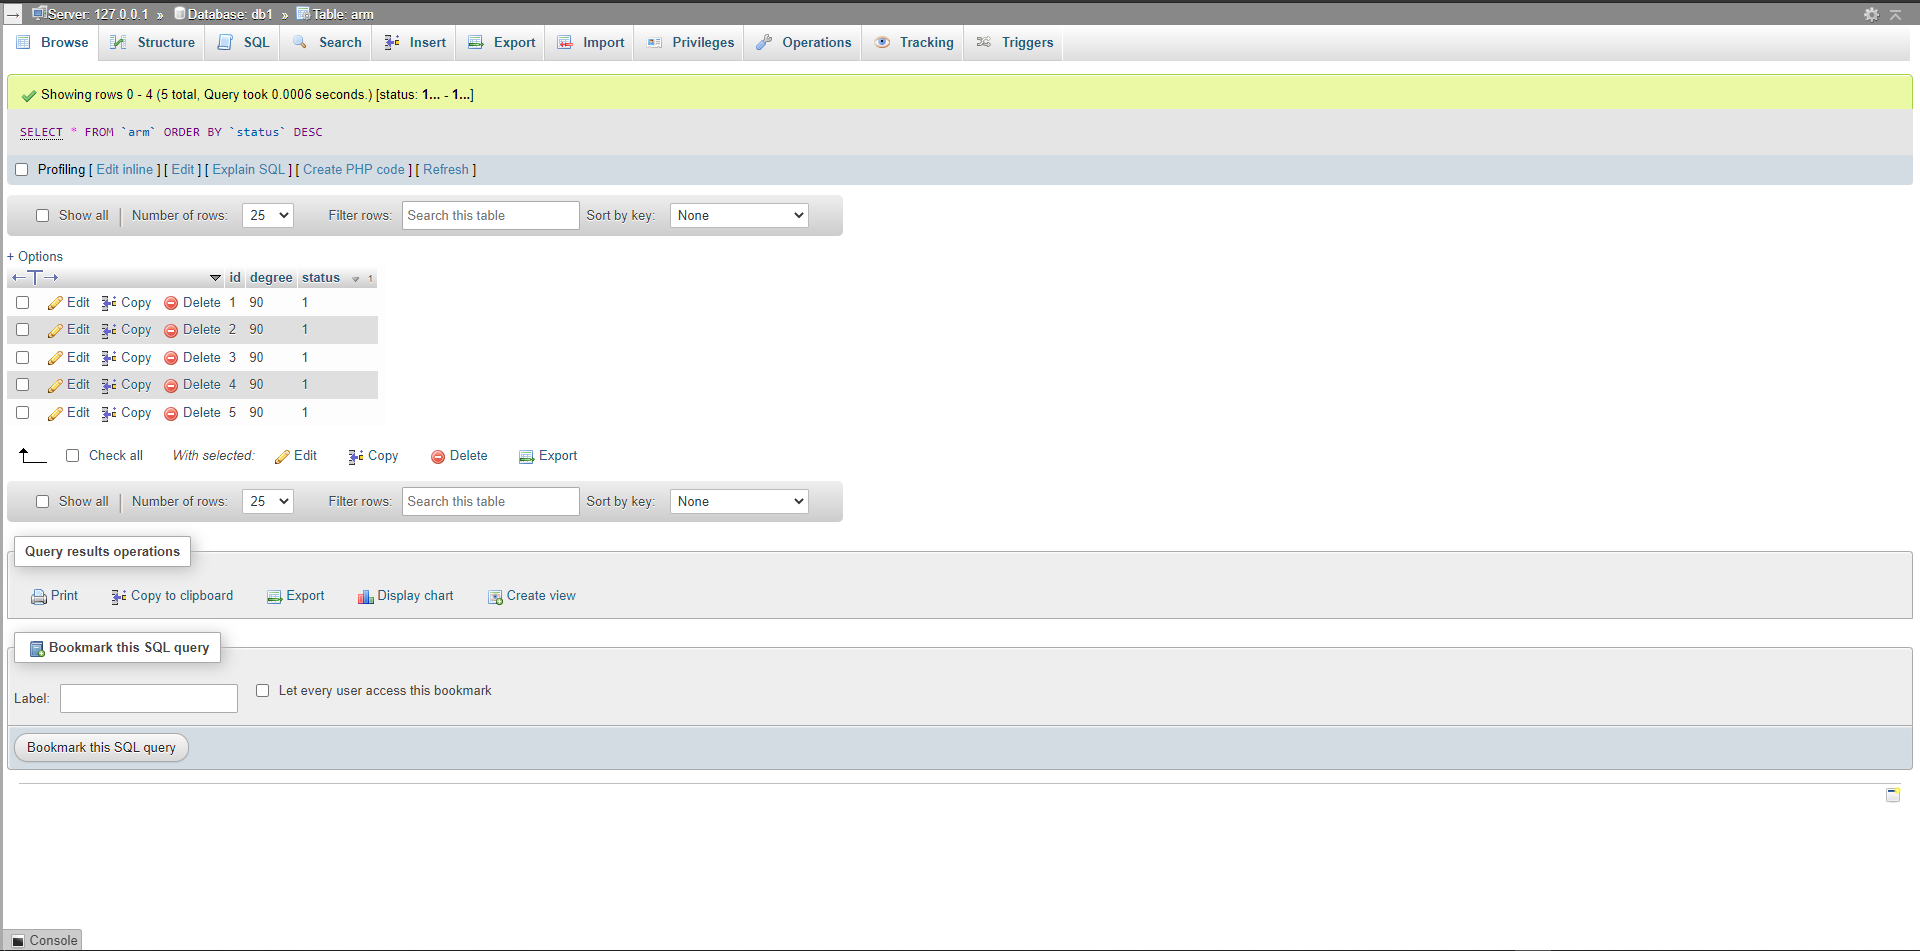 Server: 127.0.0.1 » Database: db1 » Table: arm
Browse Structure SQL Search Insert Export Import Privileges Operations Tracking Triggers
Showing rows 0 - 4 (5 total, Query took 0.0006 seconds.) [status: 1... - 1...]
SELECT * FROM `arm` ORDER BY `status` DESC
Profiling [ Edit inline ] [ Edit ] [ Explain SQL ] [ Create PHP code ] [ Refresh ]
Show all Number of rows: 25 Filter rows: Search this table Sort by key: None
+ Options
←T→ id degree status 1
Edit Copy Delete 1 90 1
Edit Copy Delete 2 90 1
Edit Copy Delete 3 90 1
Edit Copy Delete 4 90 1
Edit Copy Delete 5 90 1
Check all With selected: Edit Copy Delete Export
Show all Number of rows: 25 Filter rows: Search this table Sort by key: None
Query results operations
Print Copy to clipboard Export Display chart Create view
Bookmark this SQL query
Label: Let every user access this bookmark
Bookmark this SQL query
Console